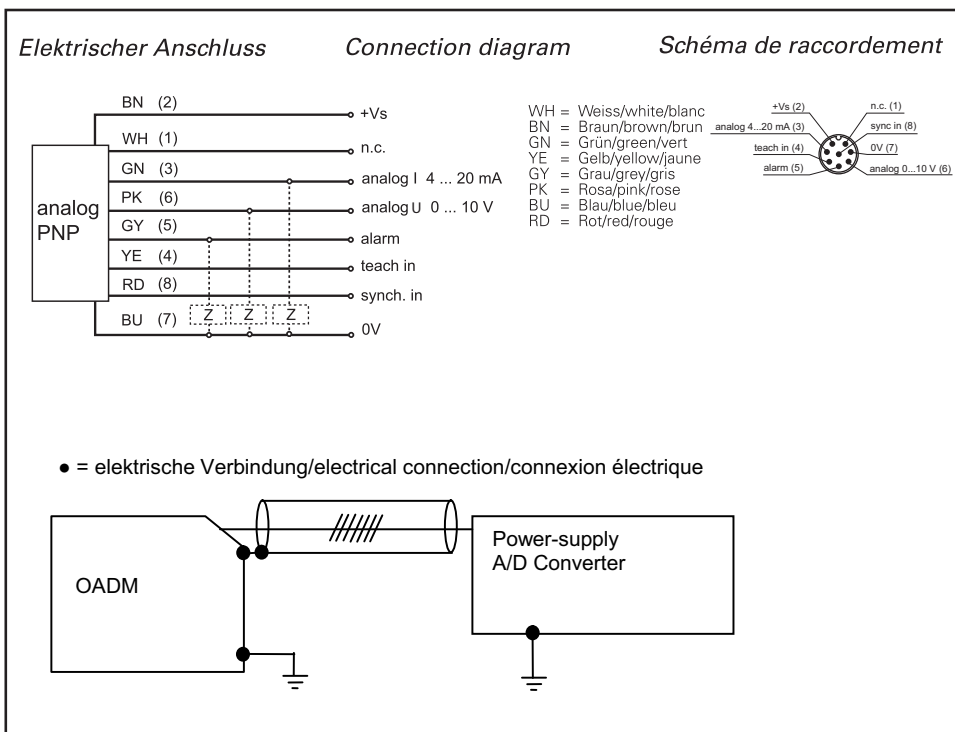 Elektrischer Anschluss
Connection diagram
Schéma de raccordement
BN (2)
+Vs
WH (1)
n.c.
GN (3)
analog I 4 ... 20 mA
PK (6)
analog U 0 ... 10 V
GY (5)
alarm
YE (4)
teach in
RD (8)
synch. in
BU (7)
0V
analog
PNP
Z Z Z
WH = Weiss/white/blanc
BN = Braun/brown/brun
GN = Grün/green/vert
YE = Gelb/yellow/jaune
GY = Grau/grey/gris
PK = Rosa/pink/rose
BU = Blau/blue/bleu
RD = Rot/red/rouge
+Vs (2)
n.c. (1)
analog 4...20 mA (3)
sync in (8)
teach in (4)
0V (7)
alarm (5)
analog 0...10 V (6)
● = elektrische Verbindung/electrical connection/connexion électrique
OADM
Power-supply
A/D Converter